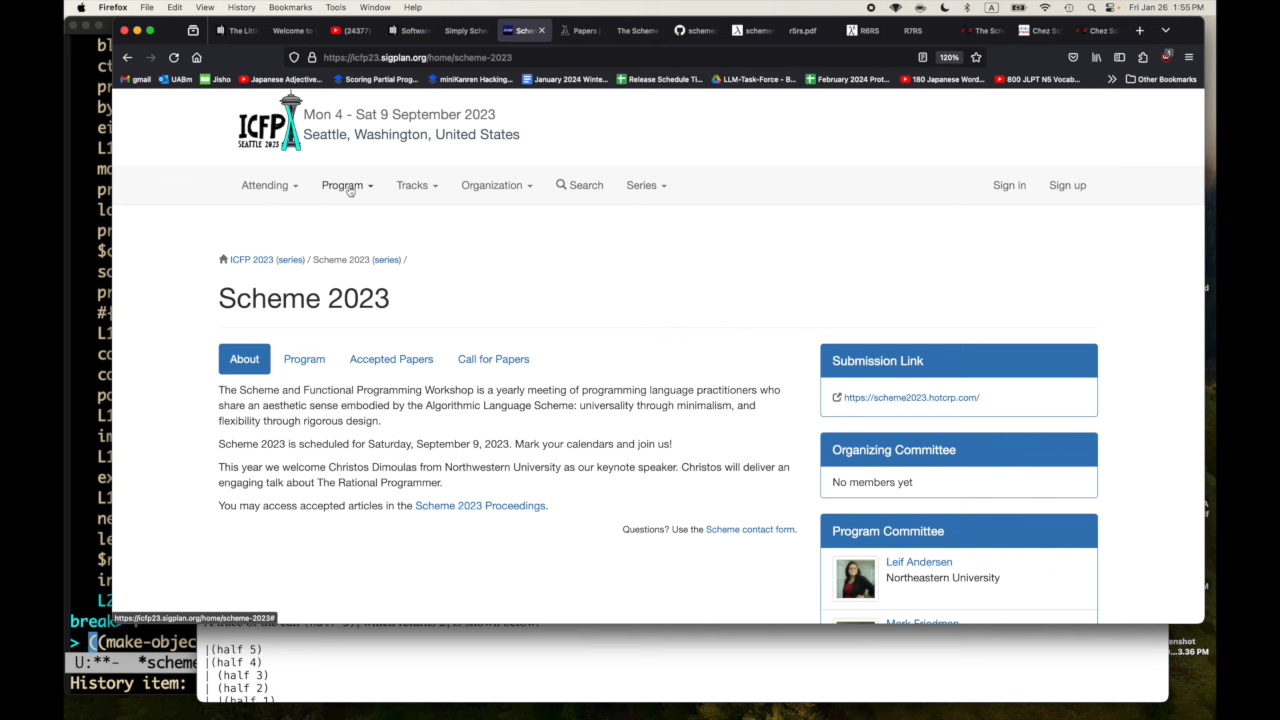 Firefox File Edit View History Bookmarks Tools Window Help Fri Jan 26 1:55 PM
The Litt Welcome to (24377) Softwar Simply Sch Schem Papers | The Scheme schemec schemer r5rs.pdf R6RS R7RS The Sch Chez Sc Chez Sc
https://icfp23.sigplan.org/home/scheme-2023 120%
gmail UABm Jisho Japanese Adjective... Scoring Partial Prog... miniKanren Hacking... January 2024 Winte... Release Schedule Ti... LLM-Task-Force - B... February 2024 Prot... 180 Japanese Word... 800 JLPT N5 Vocab... Other Bookmarks
ICFP
SEATTLE 2023
Mon 4 - Sat 9 September 2023
Seattle, Washington, United States
Attending Program Tracks Organization Search Series Sign in Sign up
ICFP 2023 (series) / Scheme 2023 (series) /
Scheme 2023
About Program Accepted Papers Call for Papers
The Scheme and Functional Programming Workshop is a yearly meeting of programming language practitioners who
share an aesthetic sense embodied by the Algorithmic Language Scheme: universality through minimalism, and
flexibility through rigorous design.
Scheme 2023 is scheduled for Saturday, September 9, 2023. Mark your calendars and join us!
This year we welcome Christos Dimoulas from Northwestern University as our keynote speaker. Christos will deliver an
engaging talk about The Rational Programmer.
You may access accepted articles in the Scheme 2023 Proceedings.
Questions? Use the Scheme contact form.
Submission Link
https://scheme2023.hotcrp.com/
Organizing Committee
No members yet
Program Committee
Leif Andersen
Northeastern University
Mark Friedman
https://icfp23.sigplan.org/home/scheme-2023#
break>
> ((make-objec
U:**- *scheme
History item:
|(half 5)
|(half 4)
| (half 3)
| (half 2)
| |(half 1)
enshot
...3.36 PM